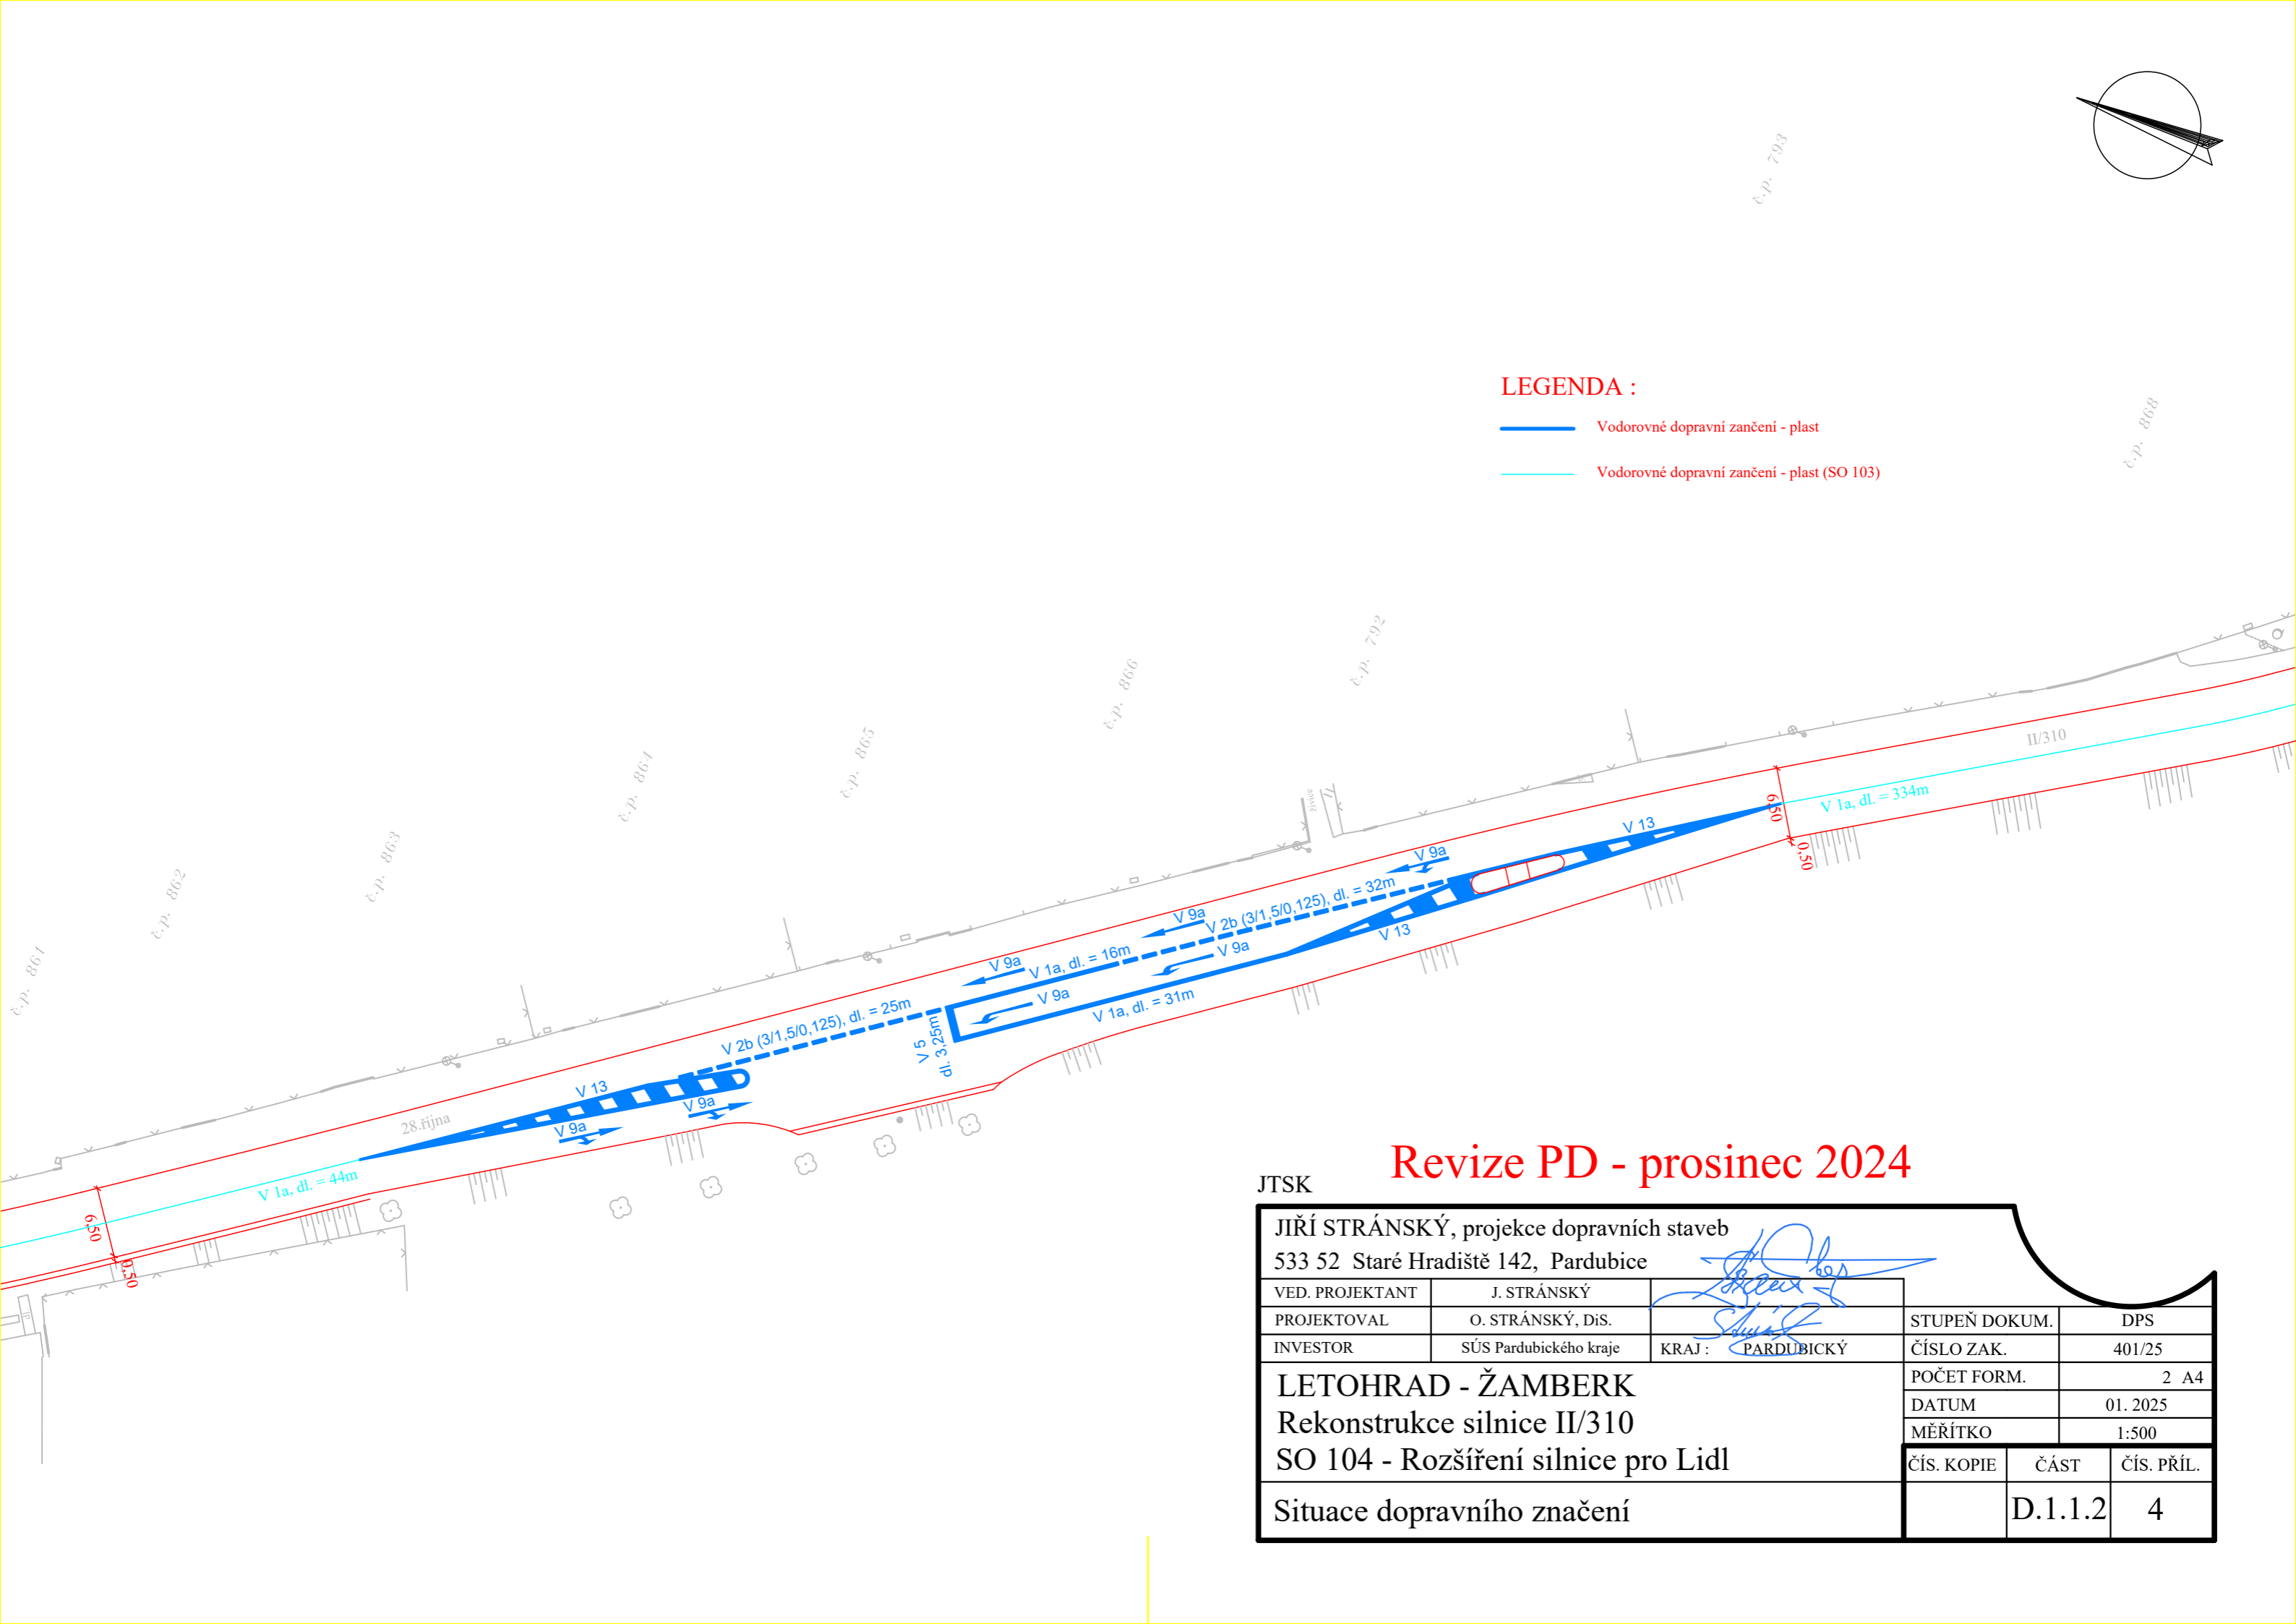 č.p. 793
LEGENDA :
Vodorovné dopravní zančení - plast
Vodorovné dopravní zančení - plast (SO 103)
č.p. 868
č.p. 792
č.p. 866
č.p. 865
č.p. 864
č.p. 863
č.p. 862
č.p. 861
II/310
V 1a, dl. = 334m
6,50
0,50
V 13
V 9a
V 2b (3/1,5/0,125), dl. = 32m
V 13
V 9a
V 9a
V 1a, dl. = 16m
V 9a
V 9a
V 1a, dl. = 31m
V 2b (3/1,5/0,125), dl. = 25m
V 5
dl. 3,25m
V 13
V 9a
V 9a
28.října
V 1a, dl. = 44m
6,50
0,50
Revize PD - prosinec 2024
JTSK
JIŘÍ STRÁNSKÝ, projekce dopravních staveb
533 52 Staré Hradiště 142, Pardubice
VED. PROJEKTANT J. STRÁNSKÝ
PROJEKTOVAL O. STRÁNSKÝ, DiS.
INVESTOR SÚS Pardubického kraje KRAJ : PARDUBICKÝ
STUPEŇ DOKUM. DPS
ČÍSLO ZAK. 401/25
POČET FORM. 2 A4
DATUM 01. 2025
MĚŘÍTKO 1:500
LETOHRAD - ŽAMBERK
Rekonstrukce silnice II/310
SO 104 - Rozšíření silnice pro Lidl
ČÍS. KOPIE ČÁST ČÍS. PŘÍL.
Situace dopravního značení
D.1.1.2 4